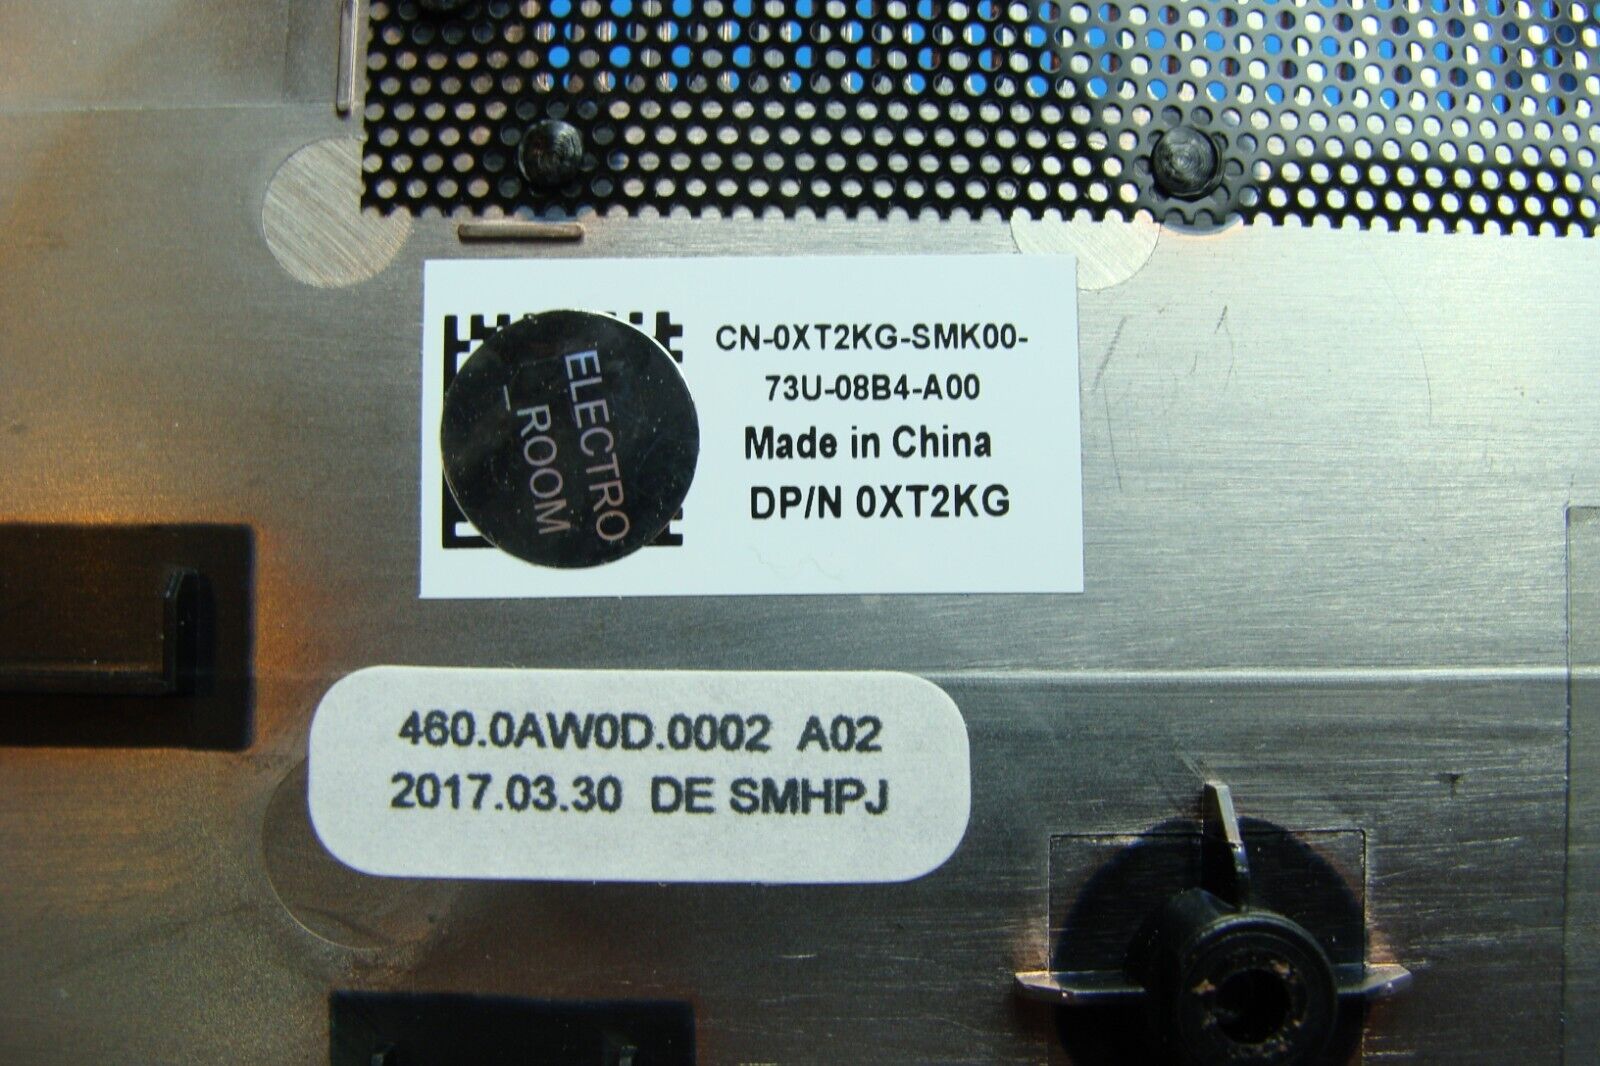 CN-0XT2KG-SMK00-
73U-08B4-A00
Made in China
DP/N 0XT2KG
ELECTRO
_ROOM
460.0AW0D.0002 A02
2017.03.30 DE SMHPJ